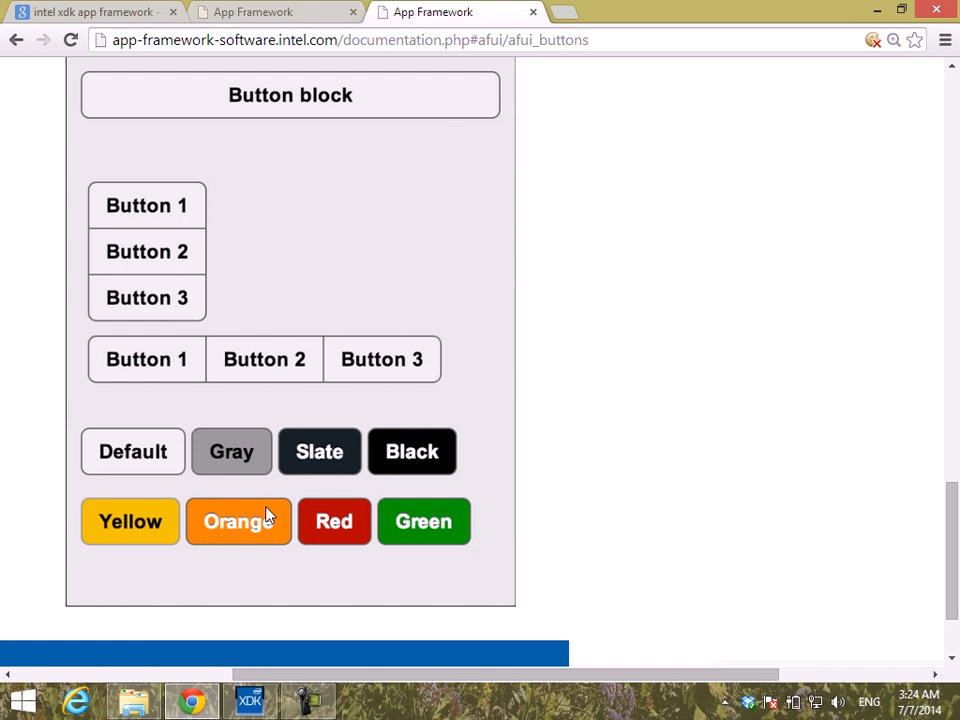 intel xdk app framework -
App Framework
App Framework
app-framework-software.intel.com/documentation.php#afui/afui_buttons
Button block
Button 1
Button 2
Button 3
Button 1 Button 2 Button 3
Default Gray Slate Black
Yellow Orange Red Green
XDK
ENG
3:24 AM
7/7/2014